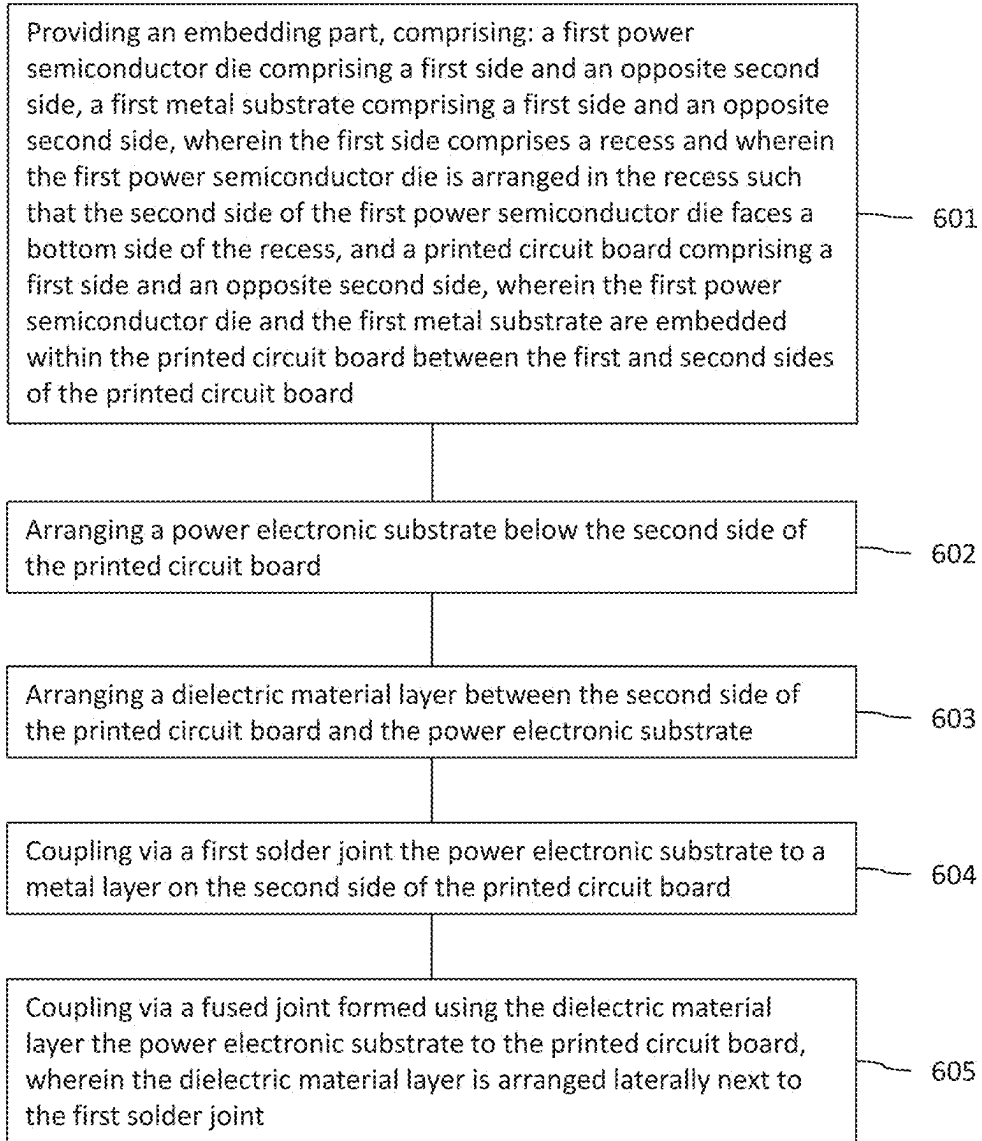 Providing an embedding part, comprising: a first power
semiconductor die comprising a first side and an opposite second
side, a first metal substrate comprising a first side and an opposite
second side, wherein the first side comprises a recess and wherein
the first power semiconductor die is arranged in the recess such
that the second side of the first power semiconductor die faces a
bottom side of the recess, and a printed circuit board comprising a
first side and an opposite second side, wherein the first power
semiconductor die and the first metal substrate are embedded
within the printed circuit board between the first and second sides
of the printed circuit board
601
Arranging a power electronic substrate below the second side of
the printed circuit board
602
Arranging a dielectric material layer between the second side of
the printed circuit board and the power electronic substrate
603
Coupling via a first solder joint the power electronic substrate to a
metal layer on the second side of the printed circuit board
604
Coupling via a fused joint formed using the dielectric material
layer the power electronic substrate to the printed circuit board,
wherein the dielectric material layer is arranged laterally next to
the first solder joint
605